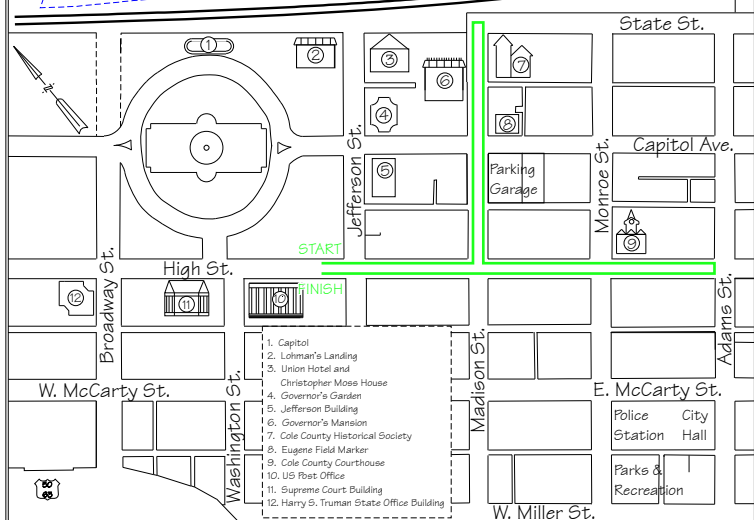 State St.
1
2
3
6
7
N
4
8
Capitol Ave.
Jefferson St.
Monroe St.
5
Parking
Garage
9
START
High St.
FINISH
12
11
10
Broadway St.
Adams St.
1. Capitol
2. Lohman's Landing
3. Union Hotel and
Christopher Moss House
4. Governor's Garden
5. Jefferson Building
6. Governor's Mansion
7. Cole County Historical Society
8. Eugene Field Marker
9. Cole County Courthouse
10. US Post Office
11. Supreme Court Building
12. Harry S. Truman State Office Building
Madison St.
W. McCarty St.
E. McCarty St.
Washington St.
Police
Station
City
Hall
Parks &
Recreation
W. Miller St.